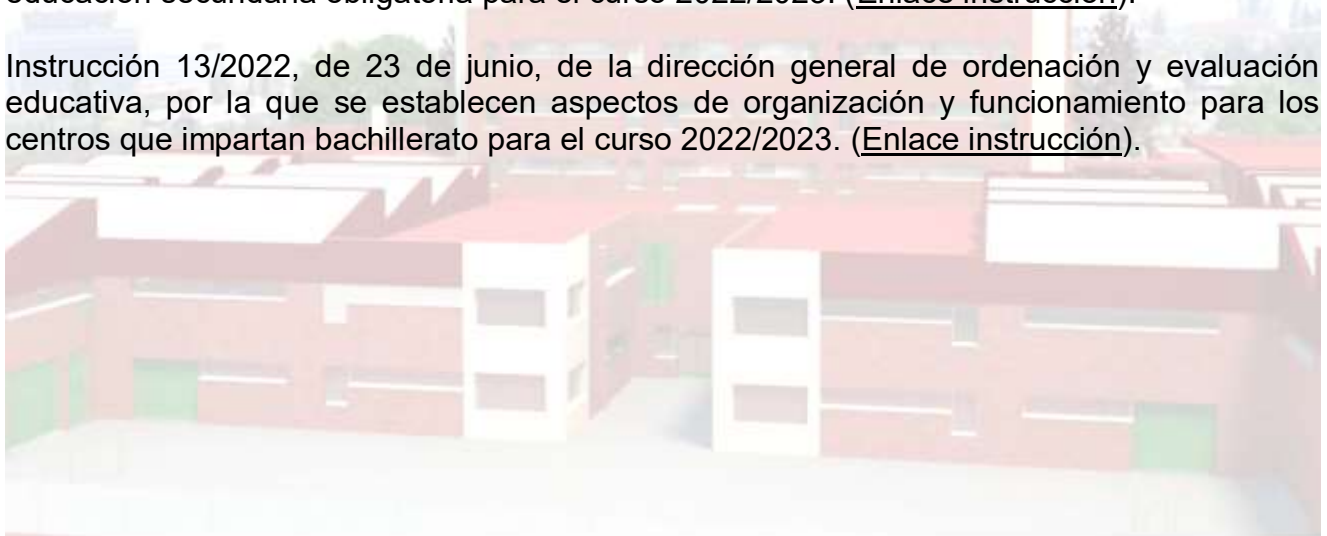 educación secundaria obligatoria para el curso 2022/2023. (Enlace instrucción).
Instrucción 13/2022, de 23 de junio, de la dirección general de ordenación y evaluación
educativa, por la que se establecen aspectos de organización y funcionamiento para los
centros que impartan bachillerato para el curso 2022/2023. (Enlace instrucción).